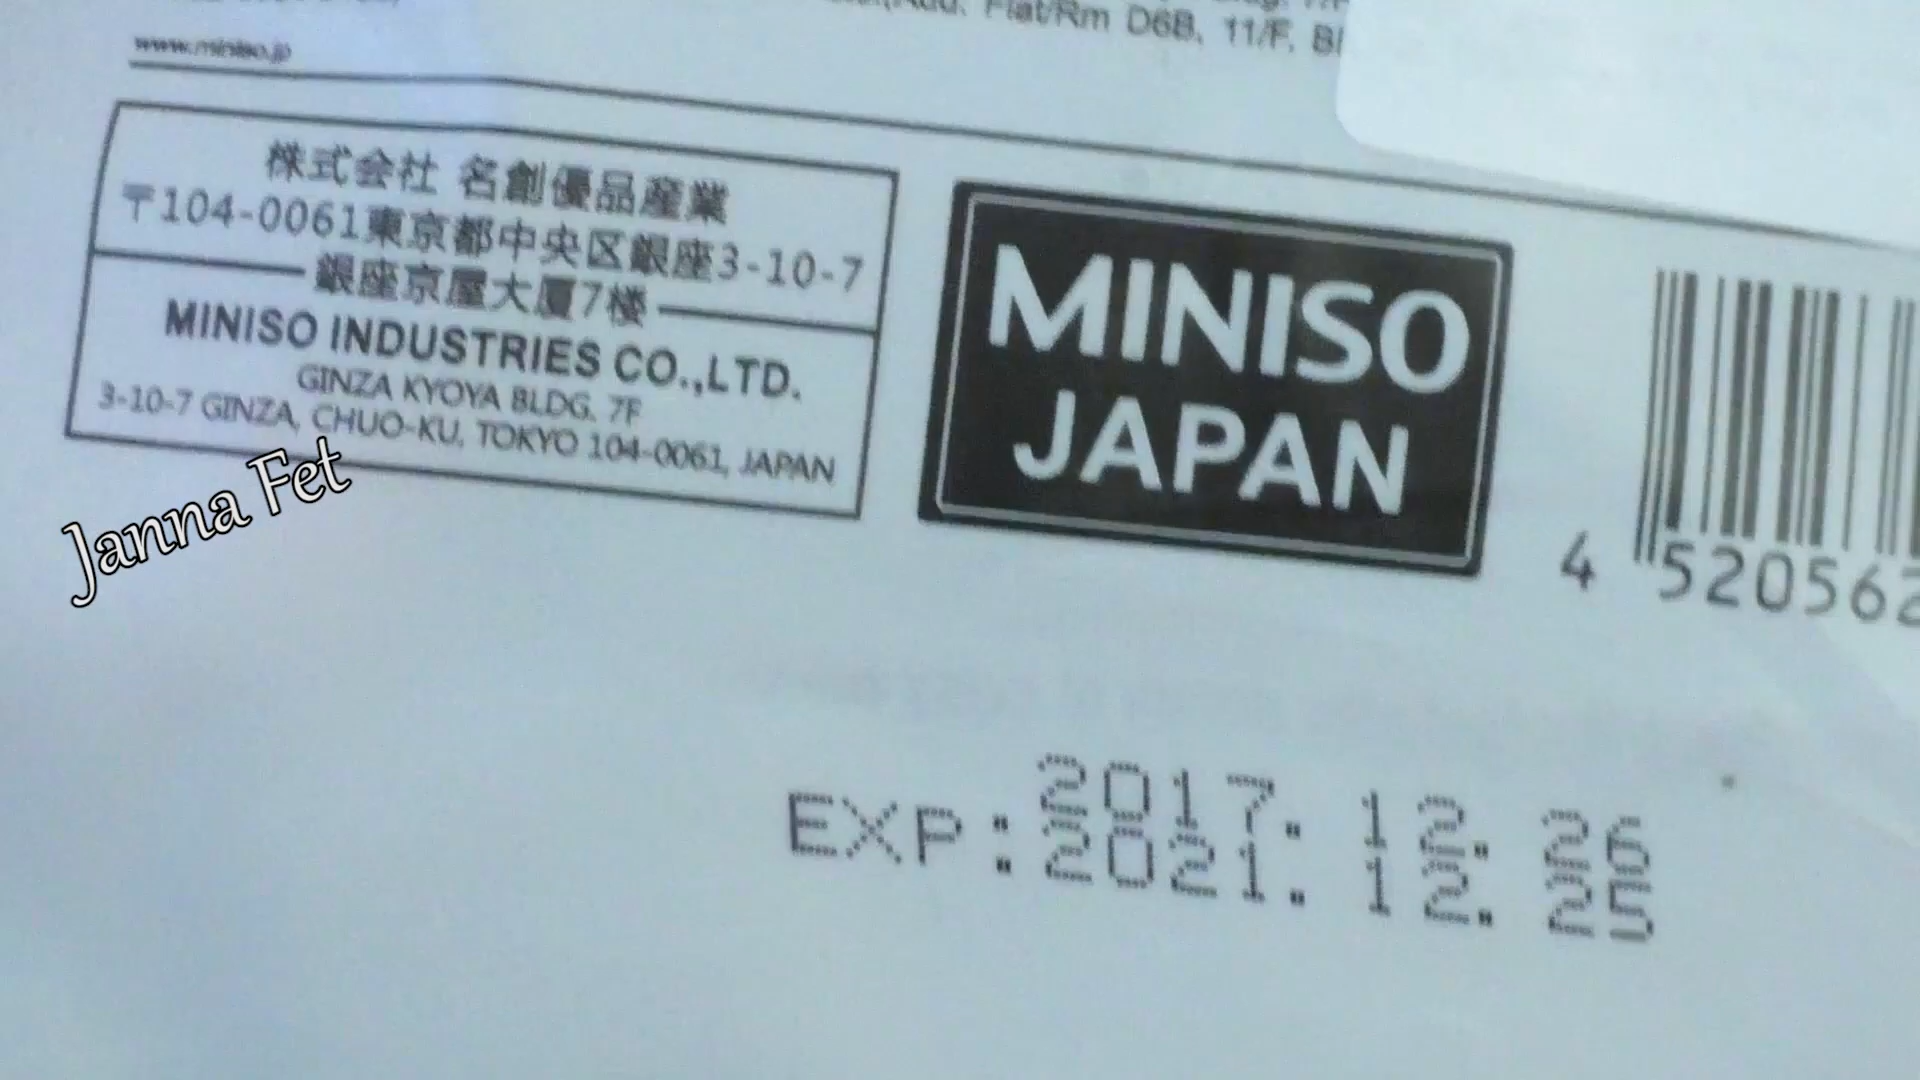 Flat/Rm D6B, 11/F,
www.miniso.jp
株式会社 名創優品産業
〒104-0061東京都中央区銀座3-10-7
銀座京屋大厦7楼
MINISO INDUSTRIES CO.,LTD.
GINZA KYOYA BLDG. 7F
3-10-7 GINZA, CHUO-KU, TOKYO 104-0061, JAPAN
MINISO
JAPAN
4 520562
Janna Fet
2017. 12. 26
EXP: 2021. 12. 25